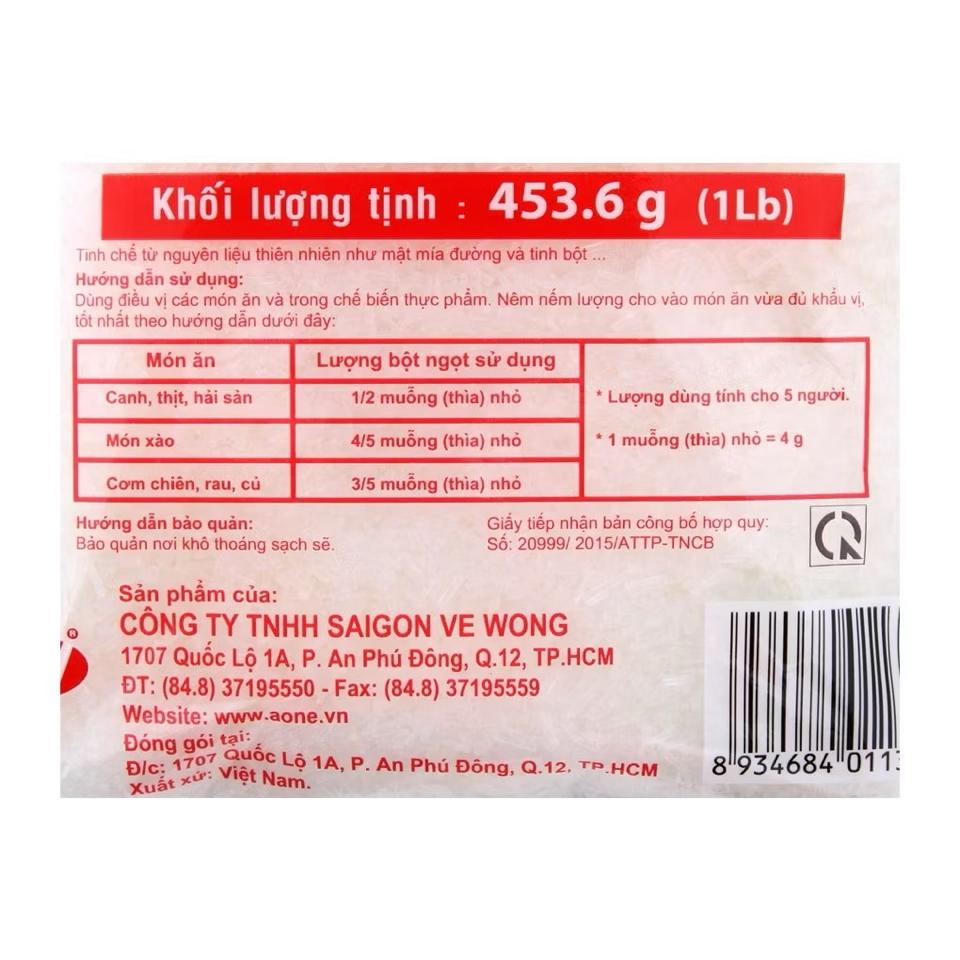 Khối lượng tịnh : 453.6 g (1Lb)
Tinh chế từ nguyên liệu thiên nhiên như mật mía đường và tinh bột ...
Hướng dẫn sử dụng:
Dùng điều vị các món ăn và trong chế biến thực phẩm. Nêm nếm lượng cho vào món ăn vừa đủ khẩu vị,
tốt nhất theo hướng dẫn dưới đây:
Món ăn Lượng bột ngọt sử dụng
Canh, thịt, hải sản 1/2 muỗng (thìa) nhỏ * Lượng dùng tính cho 5 người.
Món xào 4/5 muỗng (thìa) nhỏ * 1 muỗng (thìa) nhỏ = 4 g
Cơm chiên, rau, củ 3/5 muỗng (thìa) nhỏ
Hướng dẫn bảo quản:
Bảo quản nơi khô thoáng sạch sẽ.
Giấy tiếp nhận bản công bố hợp quy:
Số: 20999/ 2015/ATTP-TNCB
Sản phẩm của:
CÔNG TY TNHH SAIGON VE WONG
®
1707 Quốc Lộ 1A, P. An Phú Đông, Q.12, TP.HCM
ĐT: (84.8) 37195550 - Fax: (84.8) 37195559
Website: www.aone.vn
Đóng gói tại:
Đ/c: 1707 Quốc Lộ 1A, P. An Phú Đông, Q.12, TP.HCM
Xuất xứ: Việt Nam.
8 934684 0113